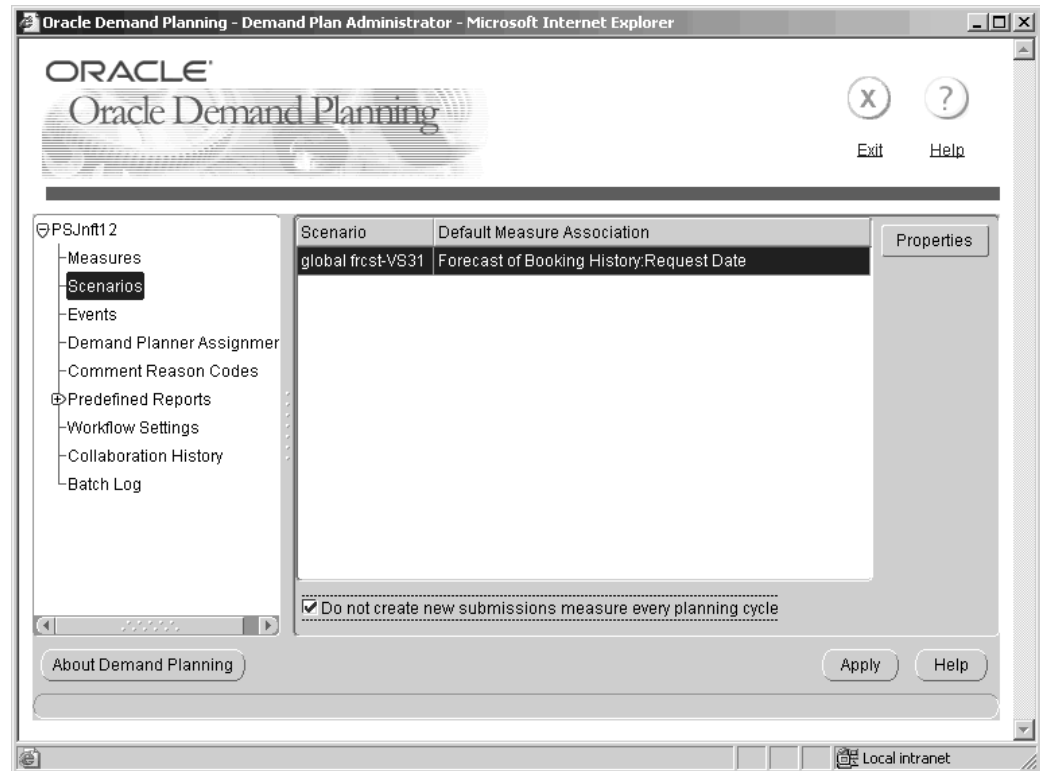 Oracle Demand Planning - Demand Plan Administrator - Microsoft Internet Explorer
ORACLE
Oracle Demand Planning
X
?
Exit
Help
PSJnft12
Measures
Scenarios
Events
Demand Planner Assignmer
Comment Reason Codes
Predefined Reports
Workflow Settings
Collaboration History
Batch Log
Scenario
Default Measure Association
global frcst-VS31
Forecast of Booking History:Request Date
Properties
Do not create new submissions measure every planning cycle
About Demand Planning
Apply
Help
Local intranet